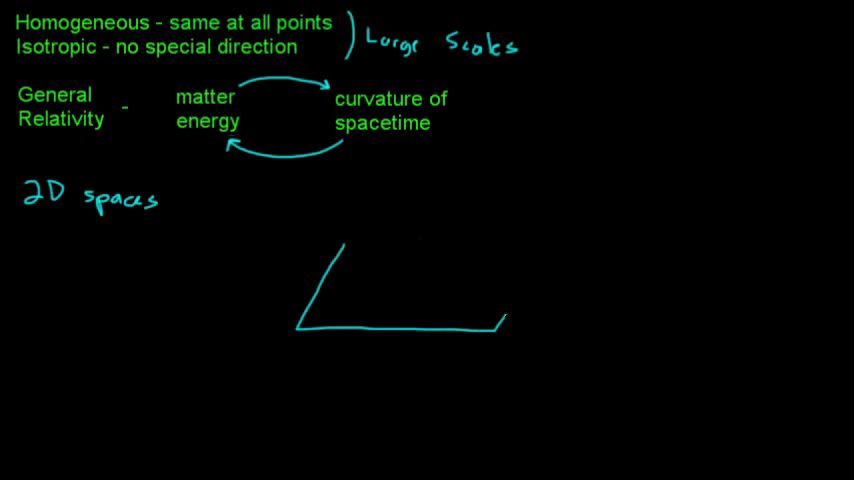 Homogeneous - same at all points
Isotropic - no special direction
Large Scales
General Relativity -
matter energy
curvature of spacetime
2D spaces